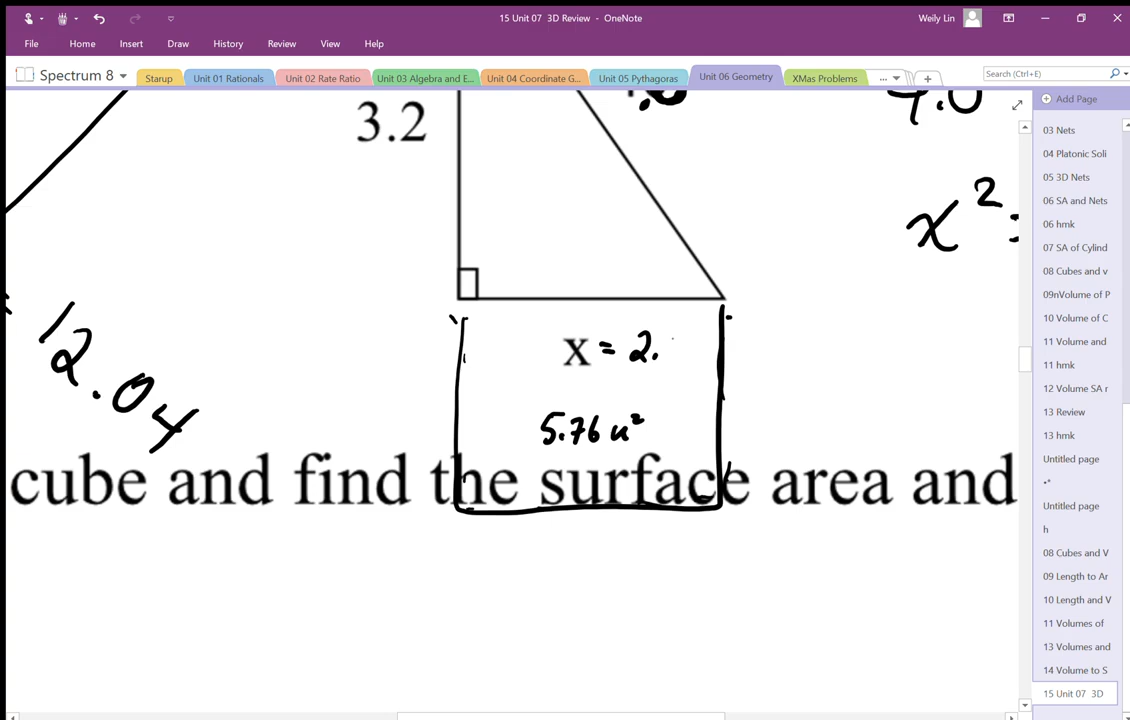 15 Unit 07 3D Review - OneNote
Weily Lin
File Home Insert Draw History Review View Help
Spectrum 8
Starup
Unit 01 Rationals
Unit 02 Rate Ratio
Unit 03 Algebra and E...
Unit 04 Coordinate G...
Unit 05 Pythagoras
Unit 06 Geometry
XMas Problems
...
Search (Ctrl+E)
Add Page
03 Nets
04 Platonic Soli
05 3D Nets
06 SA and Nets
06 hmk
07 SA of Cylind
08 Cubes and v
09nVolume of P
10 Volume of C
11 Volume and
11 hmk
12 Volume SA r
13 Review
13 hmk
Untitled page
Untitled page
h
08 Cubes and V
09 Length to Ar
10 Length and V
11 Volumes of
13 Volumes and
14 Volume to S
15 Unit 07 3D
3.2
x² =
x = 2.
12.04
5.76 u²
cube and find the surface area and